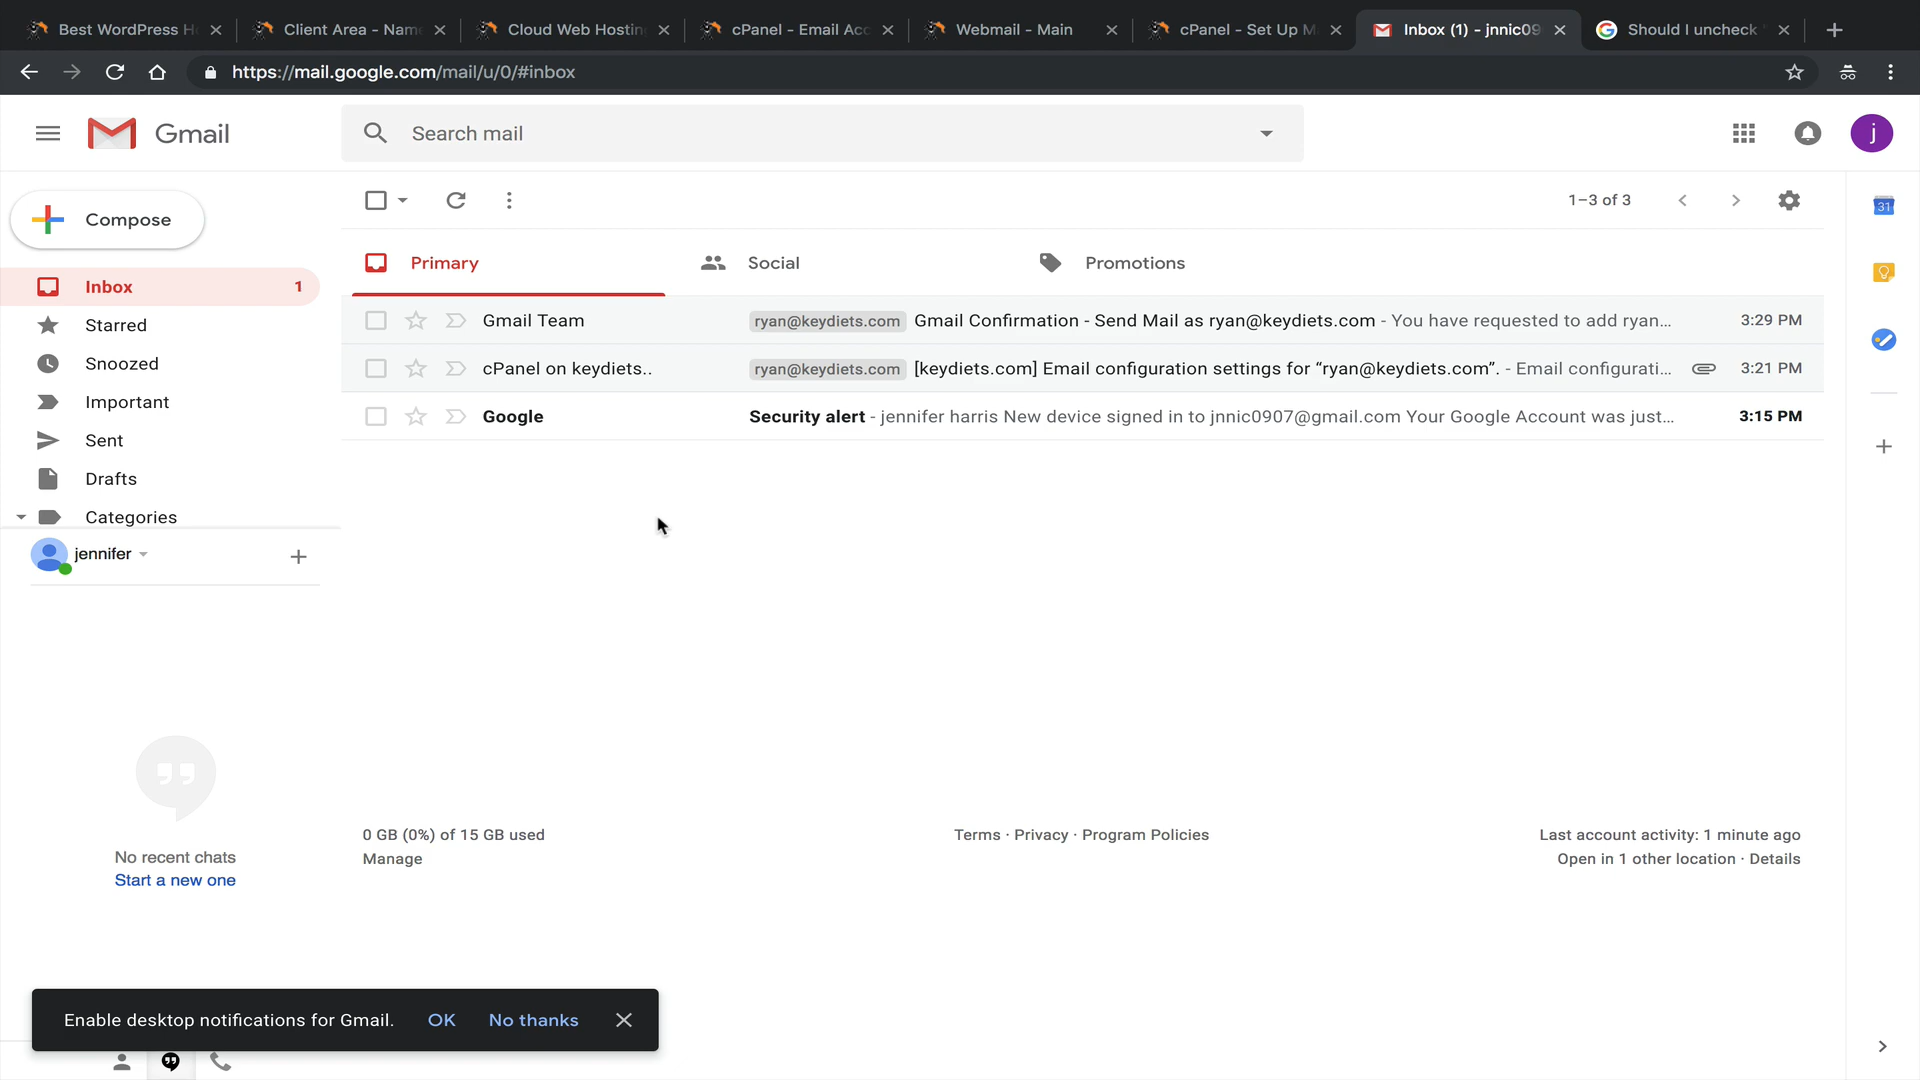 Best WordPress H
Client Area - Name
Cloud Web Hosting
cPanel - Email Acc
Webmail - Main
cPanel - Set Up M
Inbox (1) - jnnic09
Should I uncheck
https://mail.google.com/mail/u/0/#inbox
Gmail
Search mail
j
Compose
1–3 of 3
31
Primary
Social
Promotions
Inbox 1
Starred
Snoozed
Important
Sent
Drafts
Categories
Gmail Team ryan@keydiets.com Gmail Confirmation - Send Mail as ryan@keydiets.com - You have requested to add ryan... 3:29 PM
cPanel on keydiets.. ryan@keydiets.com [keydiets.com] Email configuration settings for “ryan@keydiets.com”. - Email configurati... 3:21 PM
Google Security alert - jennifer harris New device signed in to jnnic0907@gmail.com Your Google Account was just... 3:15 PM
jennifer
No recent chats
Start a new one
0 GB (0%) of 15 GB used
Manage
Terms · Privacy · Program Policies
Last account activity: 1 minute ago
Open in 1 other location · Details
Enable desktop notifications for Gmail. OK No thanks